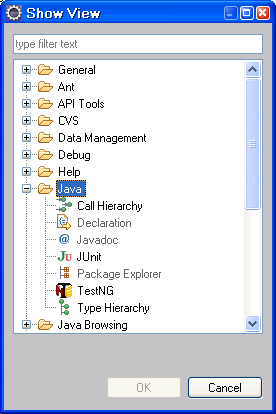 Show View
type filter text
General
Ant
API Tools
CVS
Data Management
Debug
Help
Java
Call Hierarchy
Declaration
@ Javadoc
JU JUnit
Package Explorer
TestNG
Type Hierarchy
Java Browsing
OK
Cancel